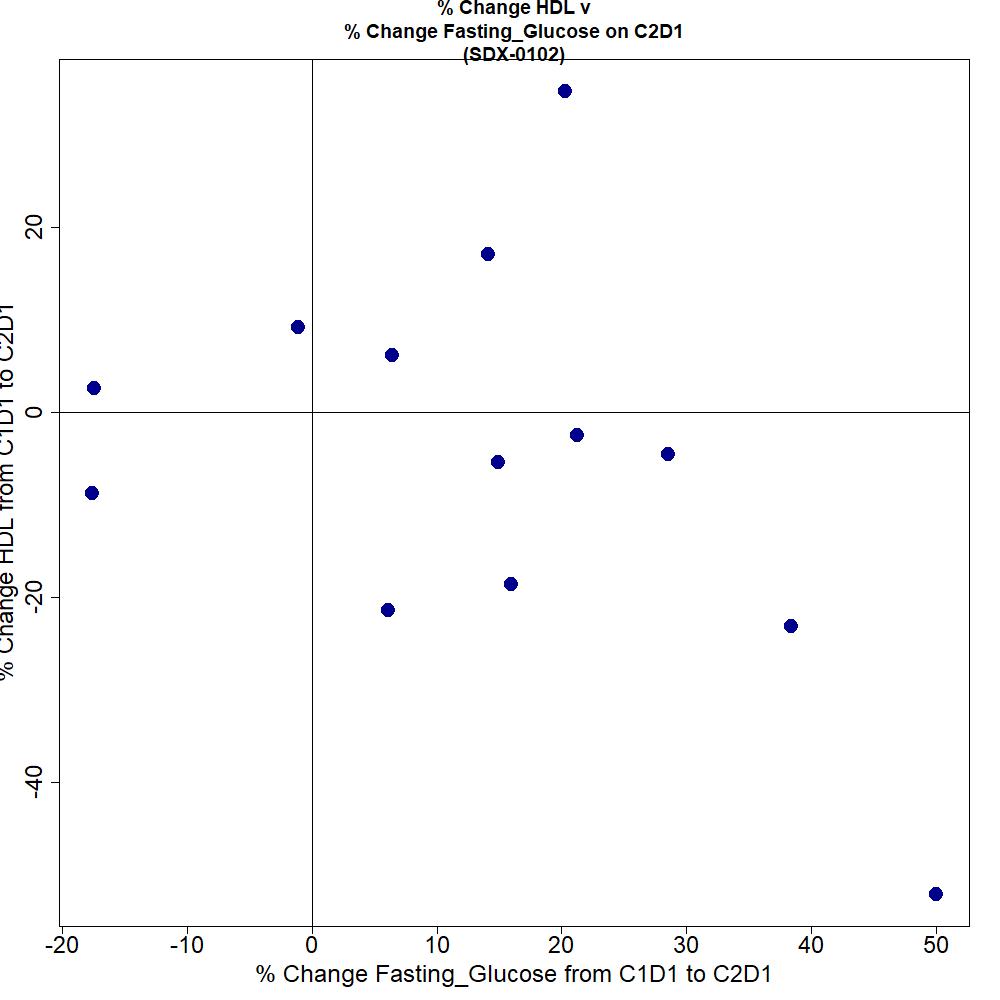 % Change HDL v
% Change Fasting_Glucose on C2D1
(SDX-0102)
% Change HDL from C1D1 to C2D1
20
0
-20
-40
-20 -10 0 10 20 30 40 50
% Change Fasting_Glucose from C1D1 to C2D1